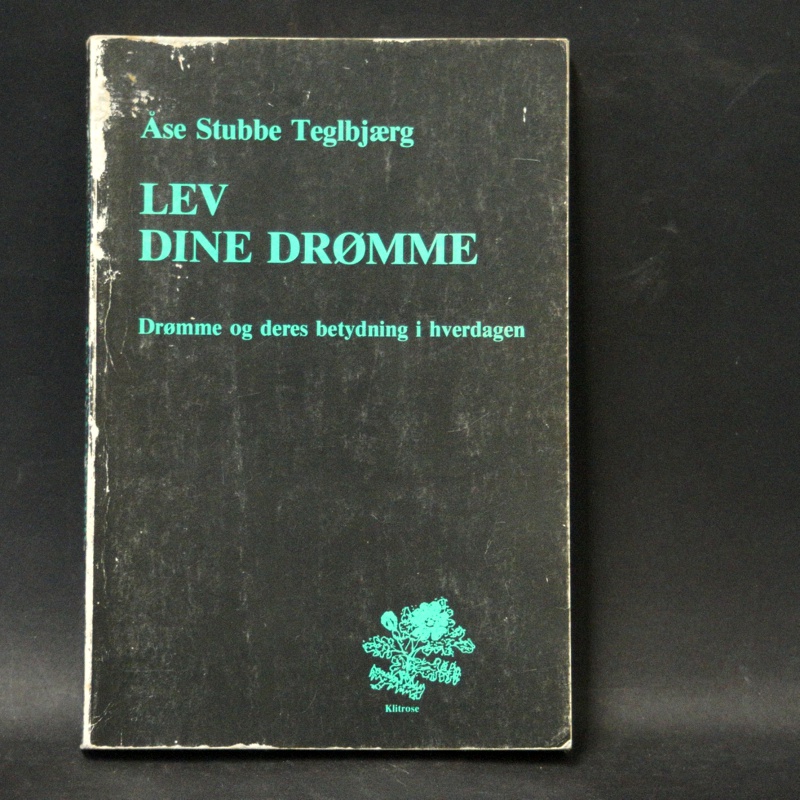 Åse Stubbe Teglbjærg
LEV
DINE DRØMME
Drømme og deres betydning i hverdagen
Klitrose